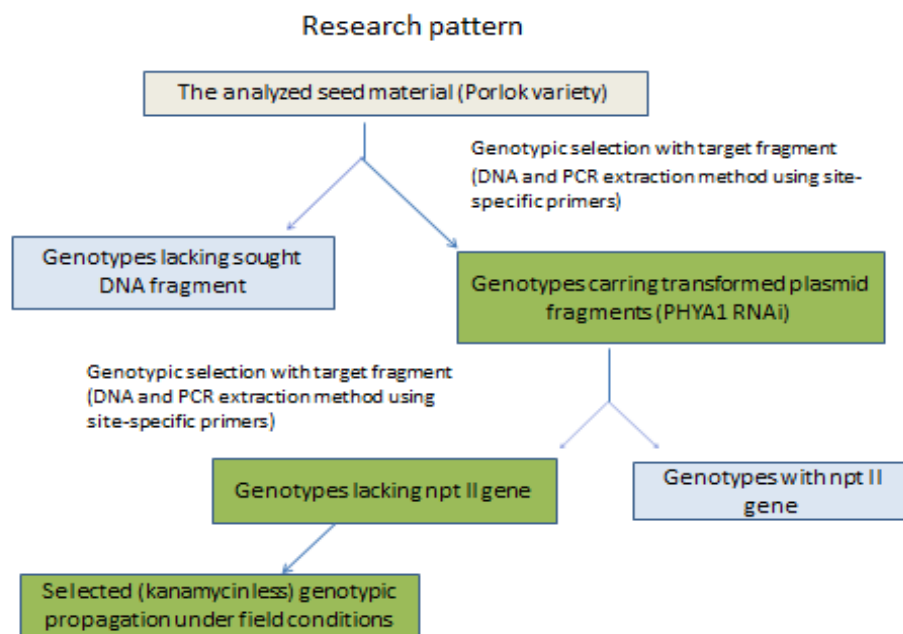 Research pattern
The analyzed seed material (Porlok variety)
Genotypic selection with target fragment
(DNA and PCR extraction method using site-
specific primers)
Genotypes lacking sought
DNA fragment
Genotypes carring transformed plasmid
fragments (PHYA1 RNAi)
Genotypic selection with target fragment
(DNA and PCR extraction method using
site-specific primers)
Genotypes lacking npt II gene
Genotypes with npt II
gene
Selected (kanamycin less) genotypic
propagation under field conditions